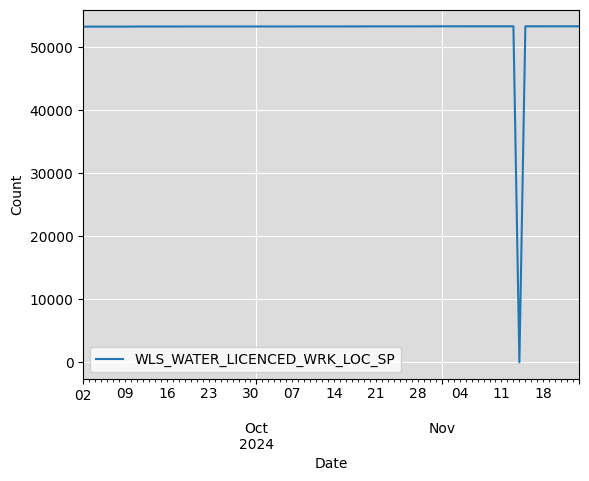 50000
40000
30000
20000
10000
0
Count
WLS_WATER_LICENCED_WRK_LOC_SP
02 09 16 23 30 07 14 21 28 04 11 18
Oct Nov
2024
Date